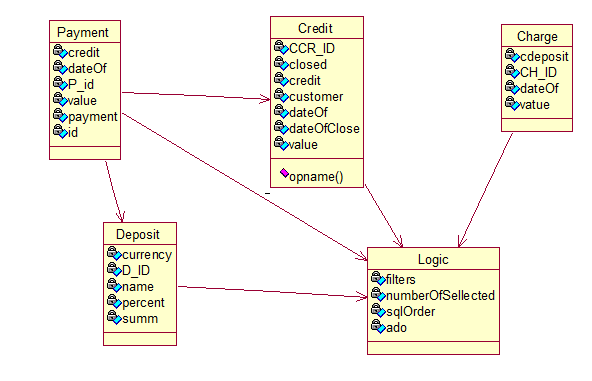 Payment
credit
dateOf
P_id
value
payment
id
Credit
CCR_ID
closed
credit
customer
dateOf
dateOfClose
value
opname()
Charge
cdeposit
CH_ID
dateOf
vatue
Deposit
currency
D_ID
name
percent
summ
Logic
filters
numberOfSellected
sqlOrder
ado